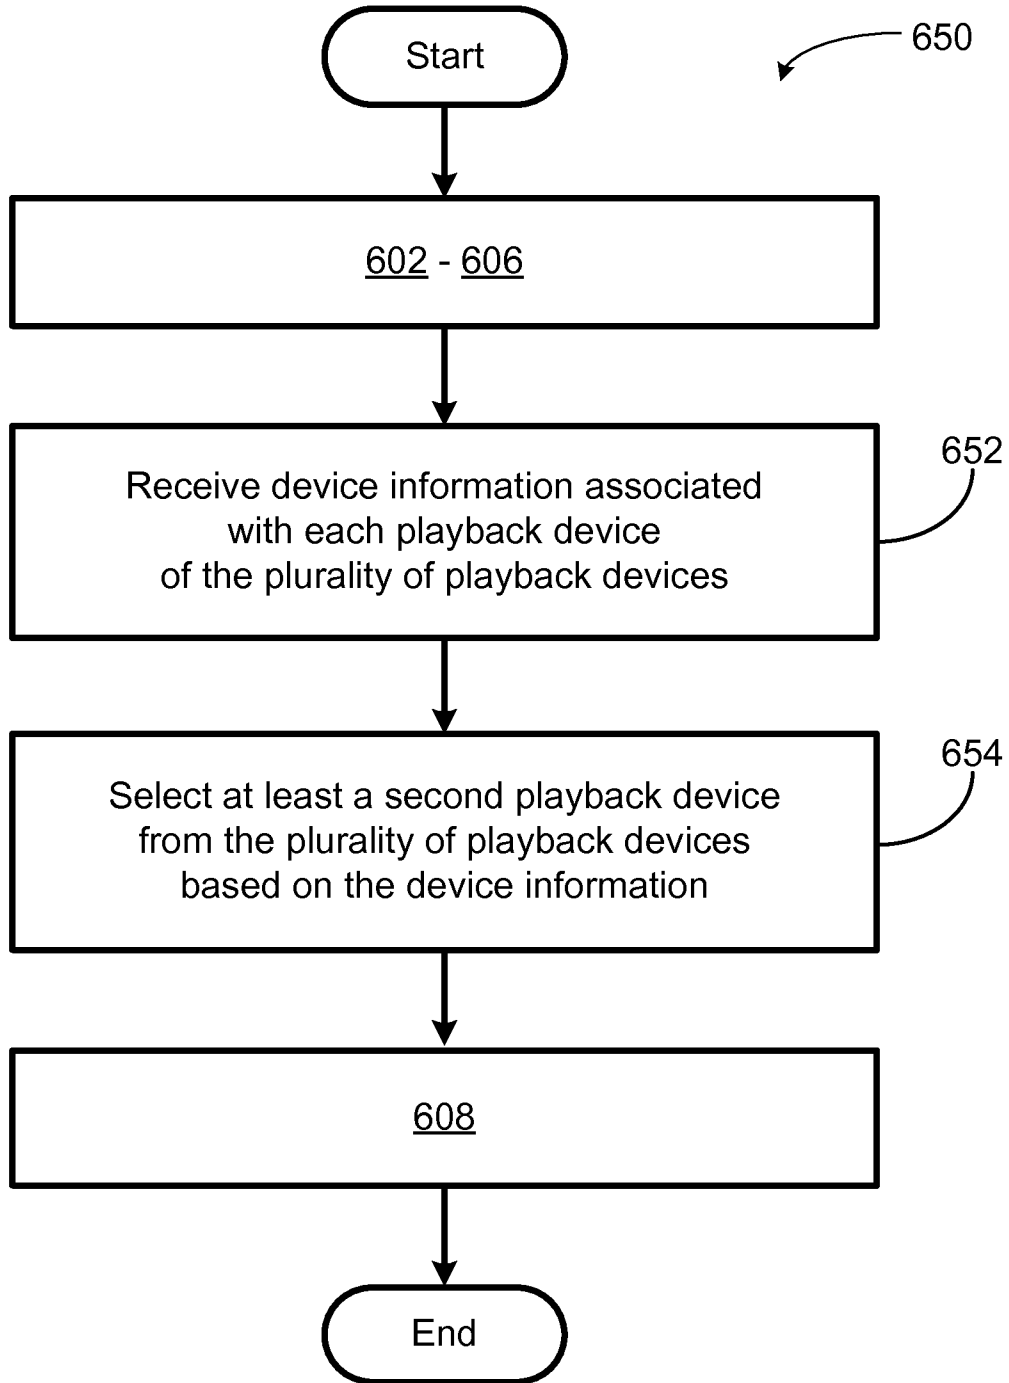 Start
650
602 - 606
652
Receive device information associated
with each playback device
of the plurality of playback devices
654
Select at least a second playback device
from the plurality of playback devices
based on the device information
608
End